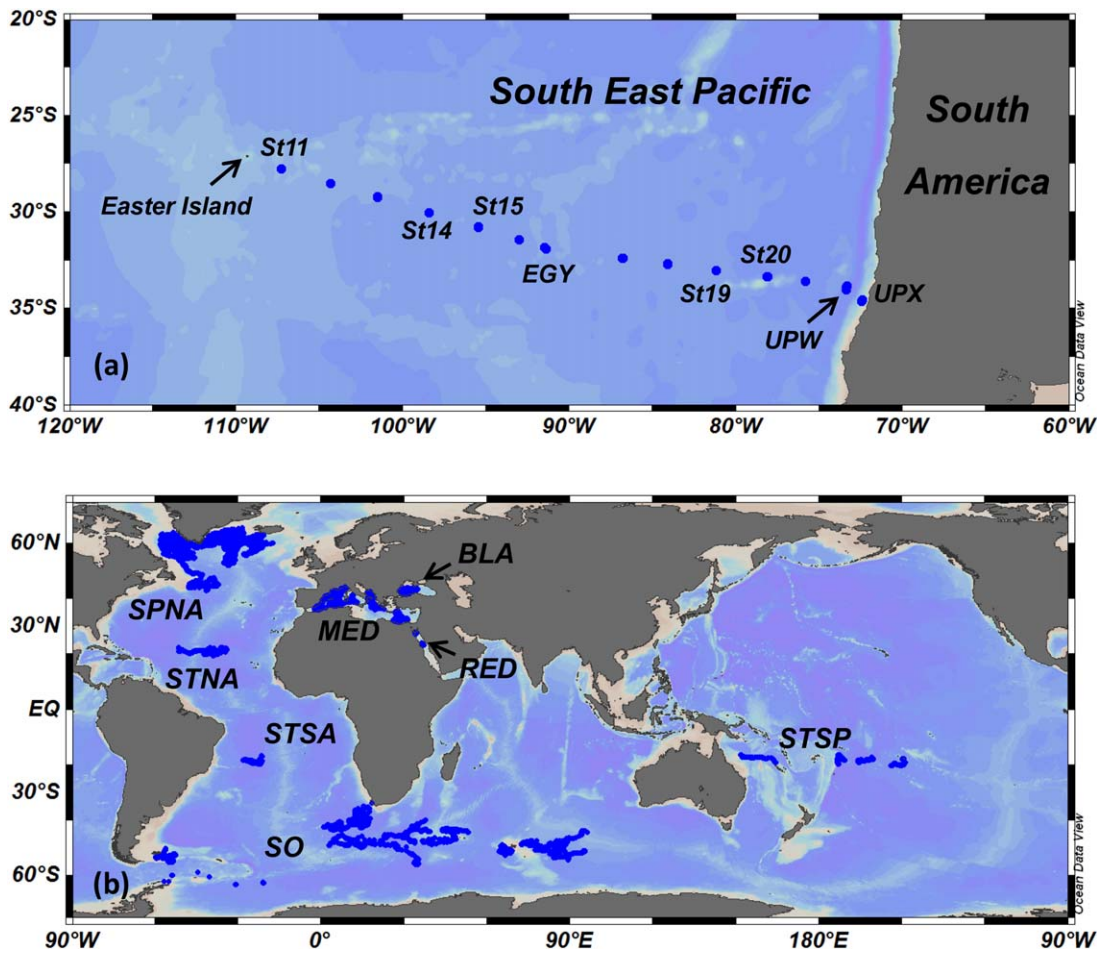 20°S
South East Pacific
South
America
25°S
St11
Easter Island
30°S
St15
St14
EGY
St20
St19
UPX
35°S
UPW
(a)
40°S
120°W 110°W 100°W 90°W 80°W 70°W 60°W
Ocean Data View
60°N
BLA
SPNA
MED
30°N
RED
STNA
EQ
STSA
STSP
30°S
SO
60°S
(b)
90°W 0° 90°E 180°E 90°W
Ocean Data View